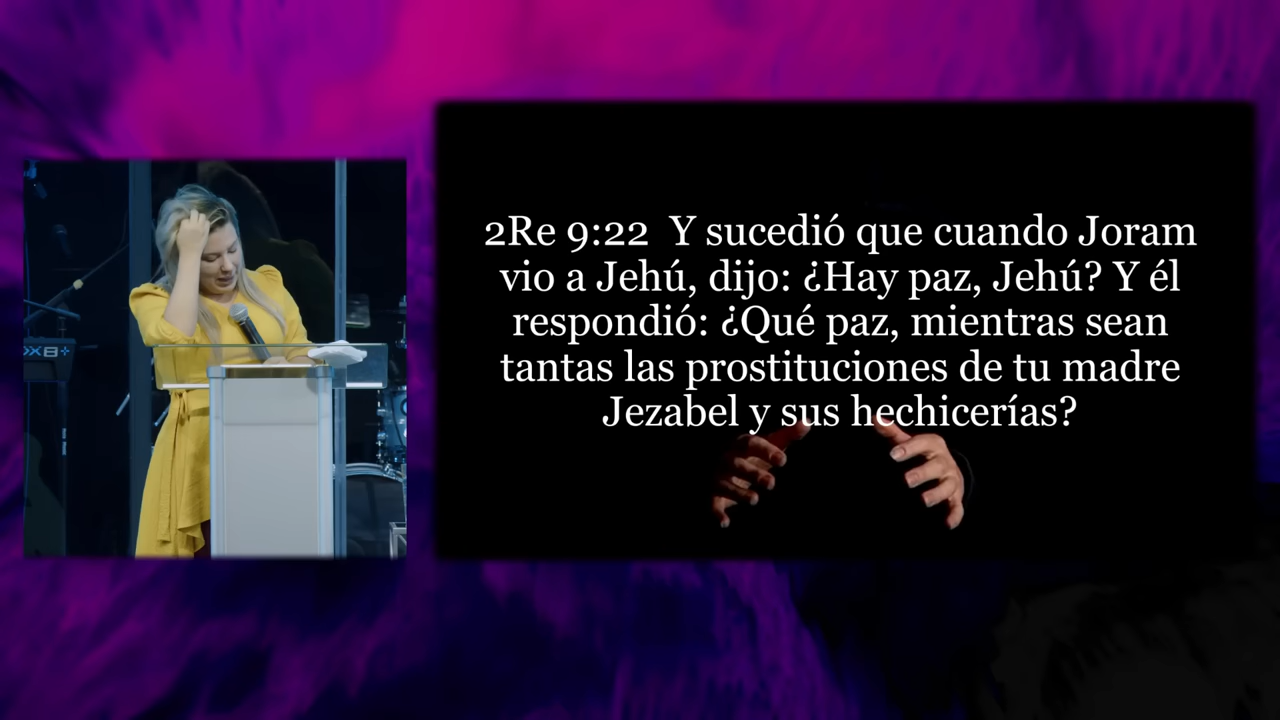 2Re 9:22  Y sucedió que cuando Joram
vio a Jehú, dijo: ¿Hay paz, Jehú? Y él
respondió: ¿Qué paz, mientras sean
tantas las prostituciones de tu madre
Jezabel y sus hechicerías?
OX8+